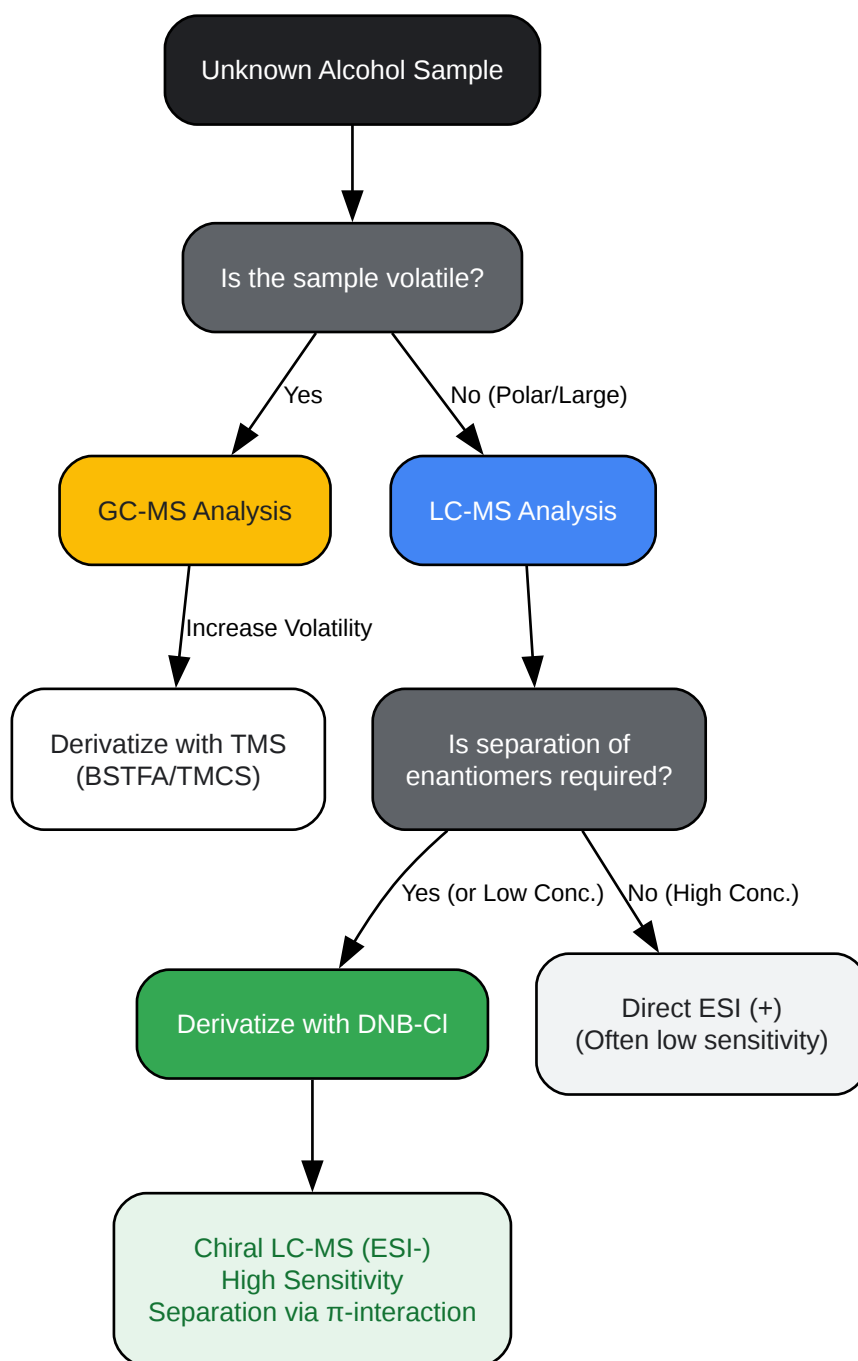 Unknown Alcohol Sample
Is the sample volatile?
Yes
No (Polar/Large)
GC-MS Analysis
LC-MS Analysis
Increase Volatility
Derivatize with TMS
(BSTFA/TMCS)
Is separation of
enantiomers required?
Yes (or Low Conc.)
No (High Conc.)
Derivatize with DNB-Cl
Direct ESI (+)
(Often low sensitivity)
Chiral LC-MS (ESI-)
High Sensitivity
Separation via π-interaction